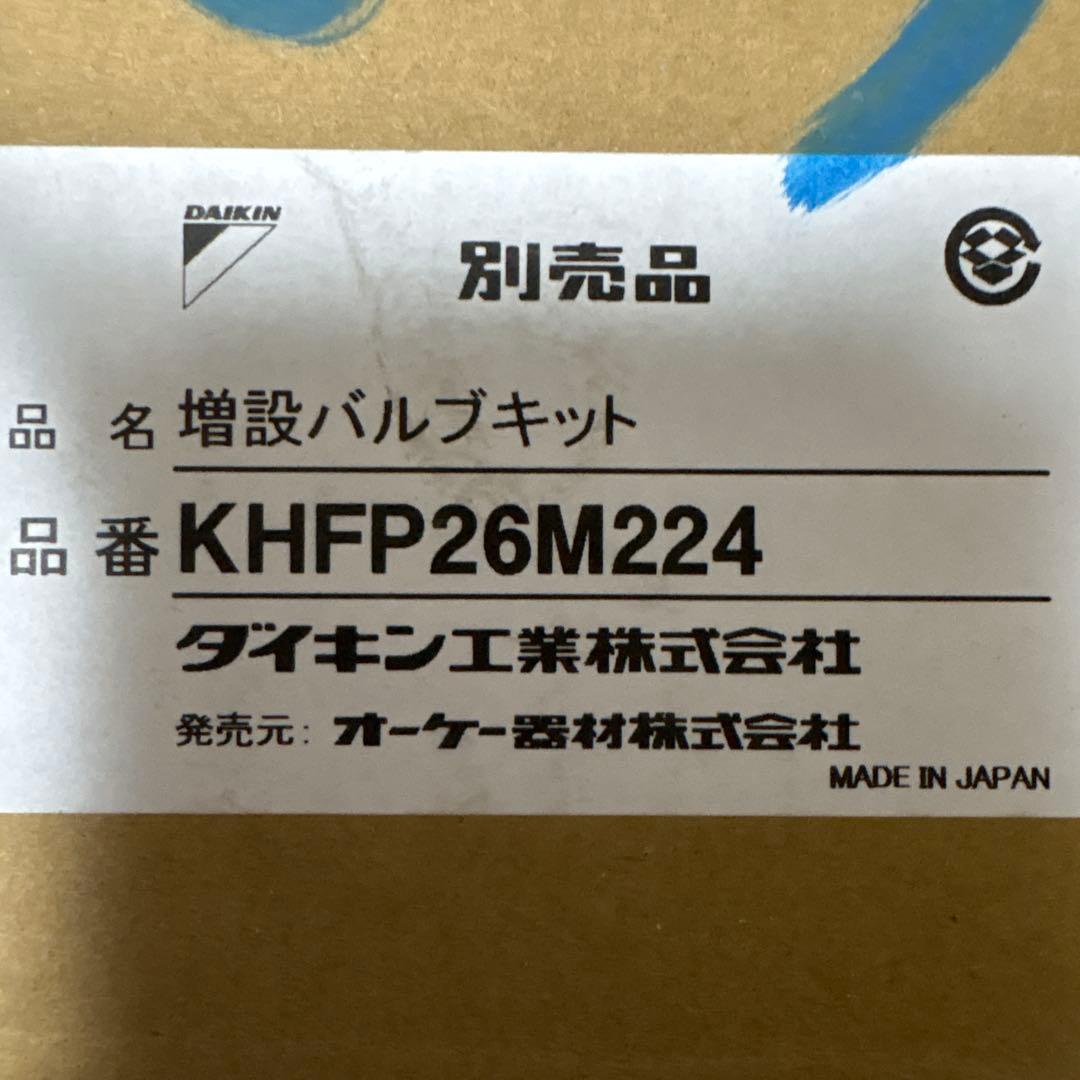 DAIKIN
別売品
品 名 増設バルブキット
品 番 KHFP26M224
ダイキン工業株式会社
発売元: オーケー器材株式会社
MADE IN JAPAN